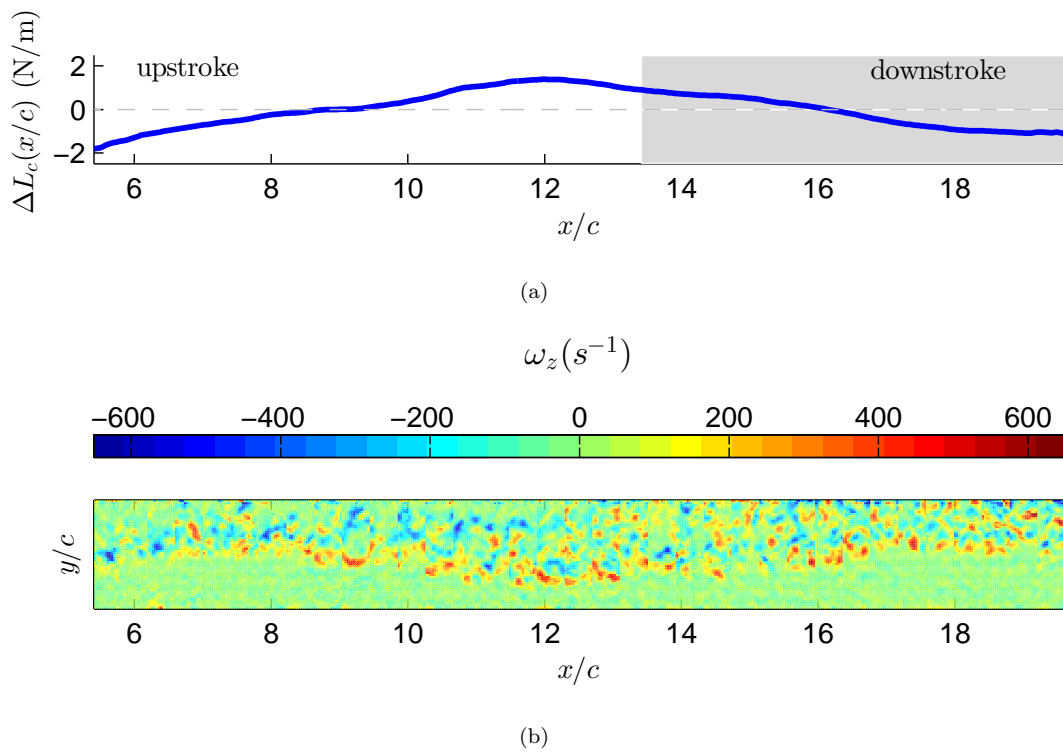 ΔL_c(x/c) (N/m)
2
0
−2
upstroke
downstroke
6 8 10 12 14 16 18
x/c
(a)
ω_z(s⁻¹)
−600 −400 −200 0 200 400 600
y/c
6 8 10 12 14 16 18
x/c
(b)